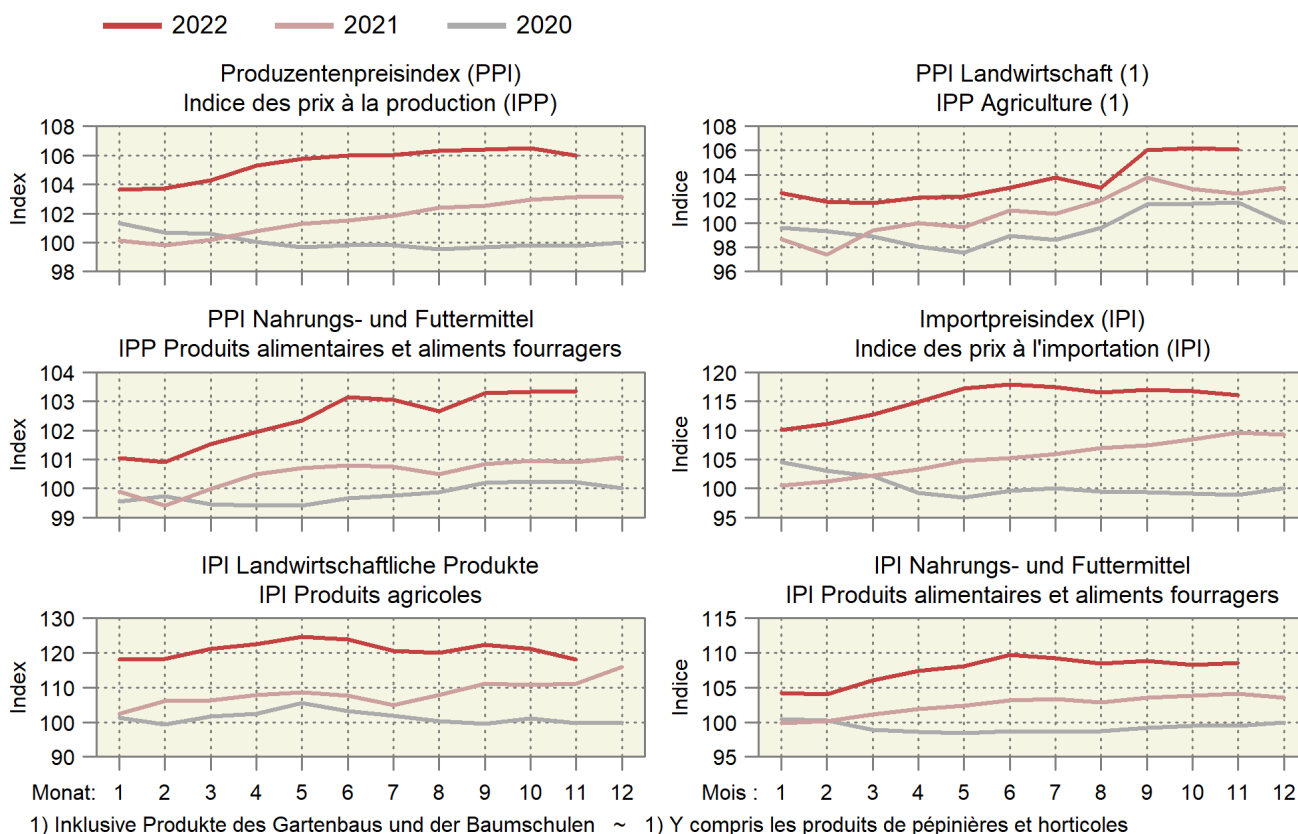 2022 2021 2020
Produzentenpreisindex (PPI)
Indice des prix à la production (IPP)
Index
108
106
104
102
100
98
PPI Landwirtschaft (1)
IPP Agriculture (1)
Indice
108
106
104
102
100
98
96
PPI Nahrungs- und Futtermittel
IPP Produits alimentaires et aliments fourragers
Index
104
103
102
101
100
99
Importpreisindex (IPI)
Indice des prix à l'importation (IPI)
Indice
120
115
110
105
100
95
IPI Landwirtschaftliche Produkte
IPI Produits agricoles
Index
130
120
110
100
90
IPI Nahrungs- und Futtermittel
IPI Produits alimentaires et aliments fourragers
Indice
115
110
105
100
95
Monat: 1 2 3 4 5 6 7 8 9 10 11 12
Mois : 1 2 3 4 5 6 7 8 9 10 11 12
1) Inklusive Produkte des Gartenbaus und der Baumschulen ~ 1) Y compris les produits de pépinières et horticoles